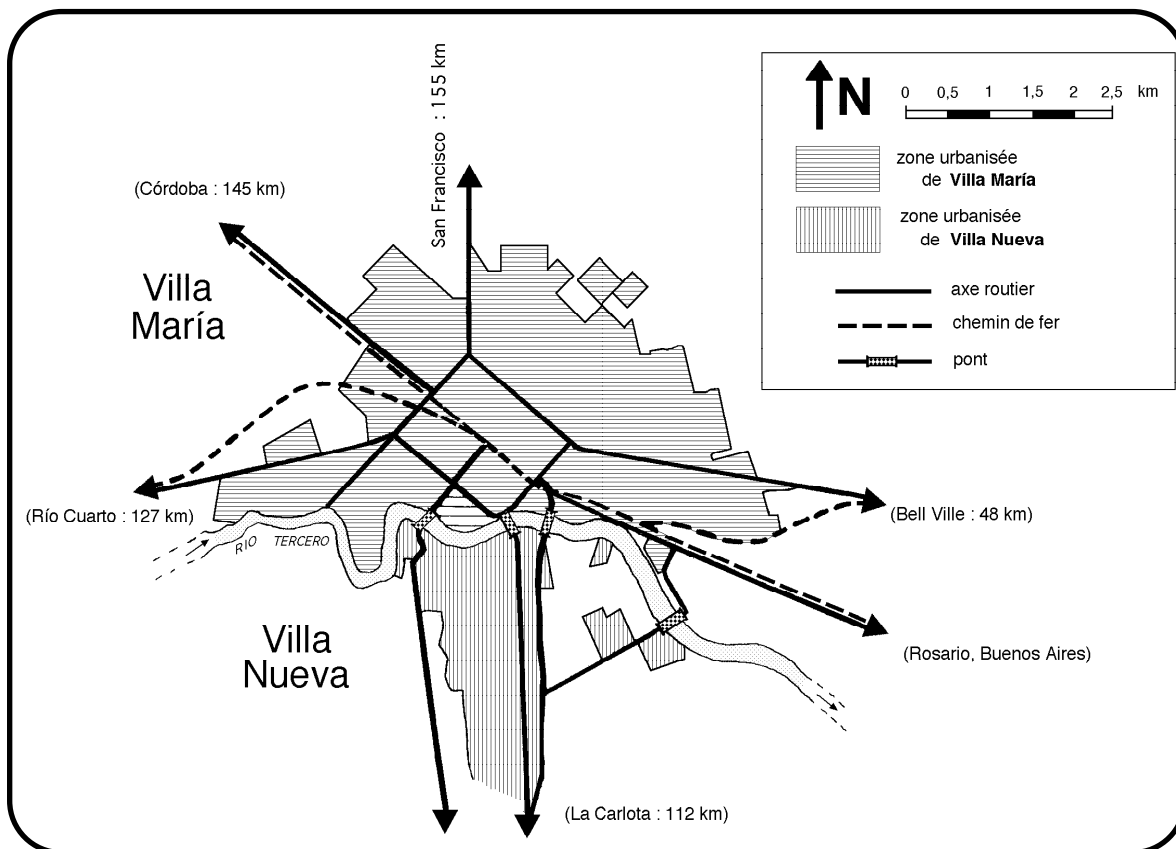 San Francisco : 155 km
N
0 0,5 1 1,5 2 2,5 km
zone urbanisée
de Villa María
zone urbanisée
de Villa Nueva
axe routier
chemin de fer
pont
(Córdoba : 145 km)
Villa
María
(Río Cuarto : 127 km)
(Bell Ville : 48 km)
RIO TERCERO
Villa
Nueva
(Rosario, Buenos Aires)
(La Carlota : 112 km)